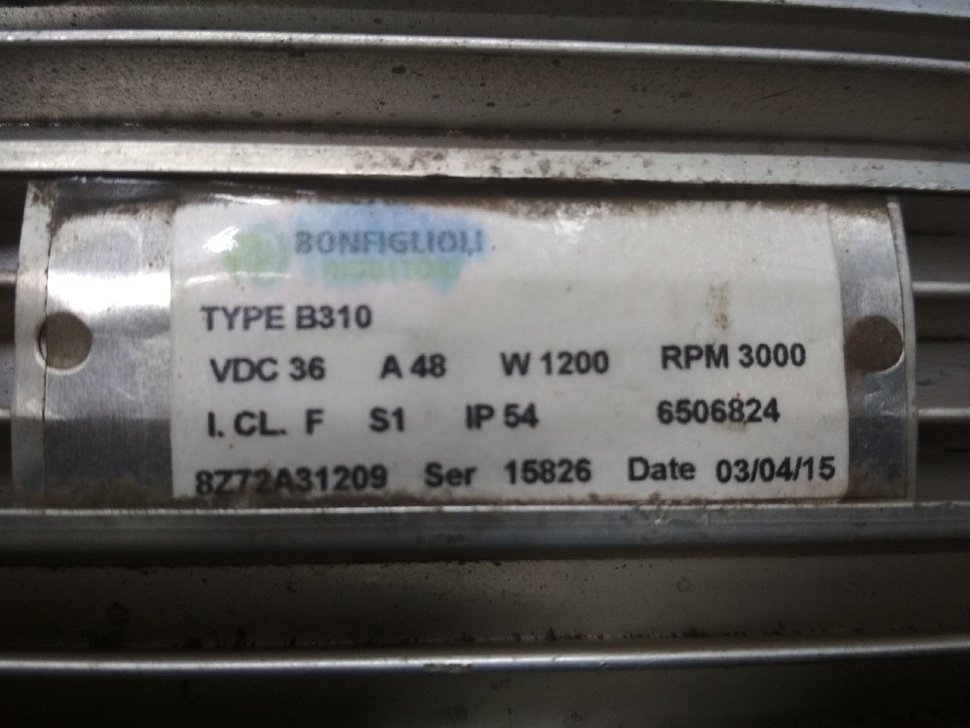 BONFIGLIOLI
TYPE B310
VDC 36 A 48 W 1200 RPM 3000
I. CL. F S1 IP 54 6506824
8Z72A31209 Ser 15826 Date 03/04/15